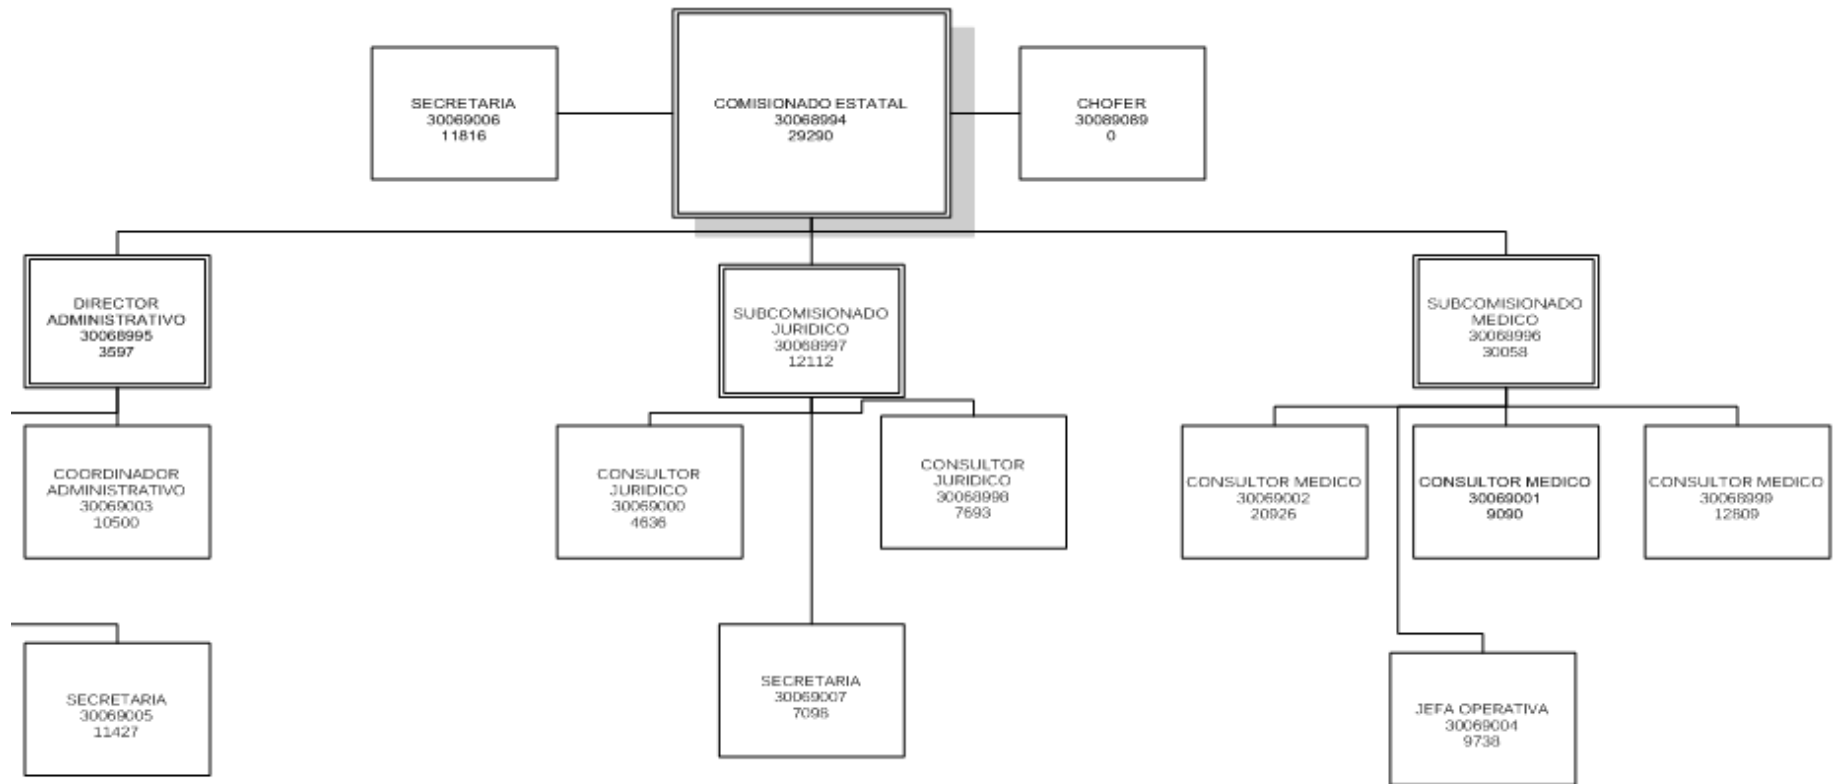 SECRETARIA
30069006
11816
COMISIONADO ESTATAL
30068994
29290
CHOFER
30089089
0
DIRECTOR
ADMINISTRATIVO
30068995
3597
SUBCOMISIONADO
JURIDICO
30068997
12112
SUBCOMISIONADO
MEDICO
30068996
30058
COORDINADOR
ADMINISTRATIVO
30069003
10500
CONSULTOR
JURIDICO
30069000
4636
CONSULTOR
JURIDICO
30068998
7693
CONSULTOR MEDICO
30069002
20926
CONSULTOR MEDICO
30069001
9090
CONSULTOR MEDICO
30068999
12809
SECRETARIA
30069005
11427
SECRETARIA
30069007
7098
JEFA OPERATIVA
30069004
9738